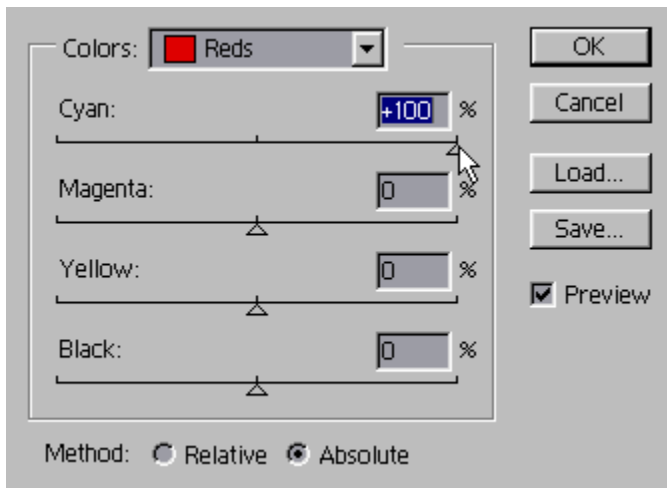 Colors: Reds
OK
Cyan: +100 %
Cancel
Magenta: 0 %
Load...
Save...
Yellow: 0 %
Preview
Black: 0 %
Method: Relative Absolute